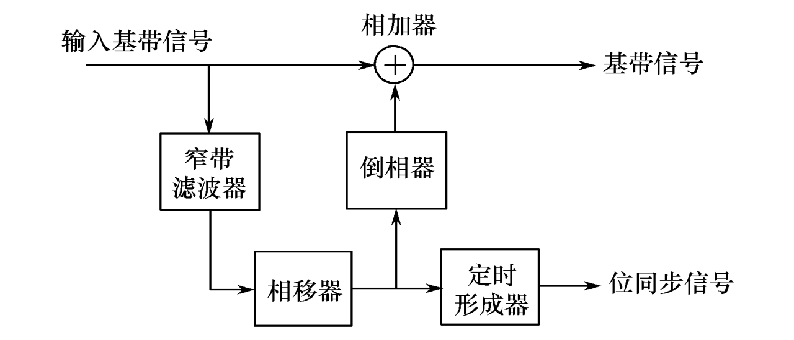 相加器
输入基带信号
基带信号
窄带
滤波器
倒相器
相移器
定时
形成器
位同步信号